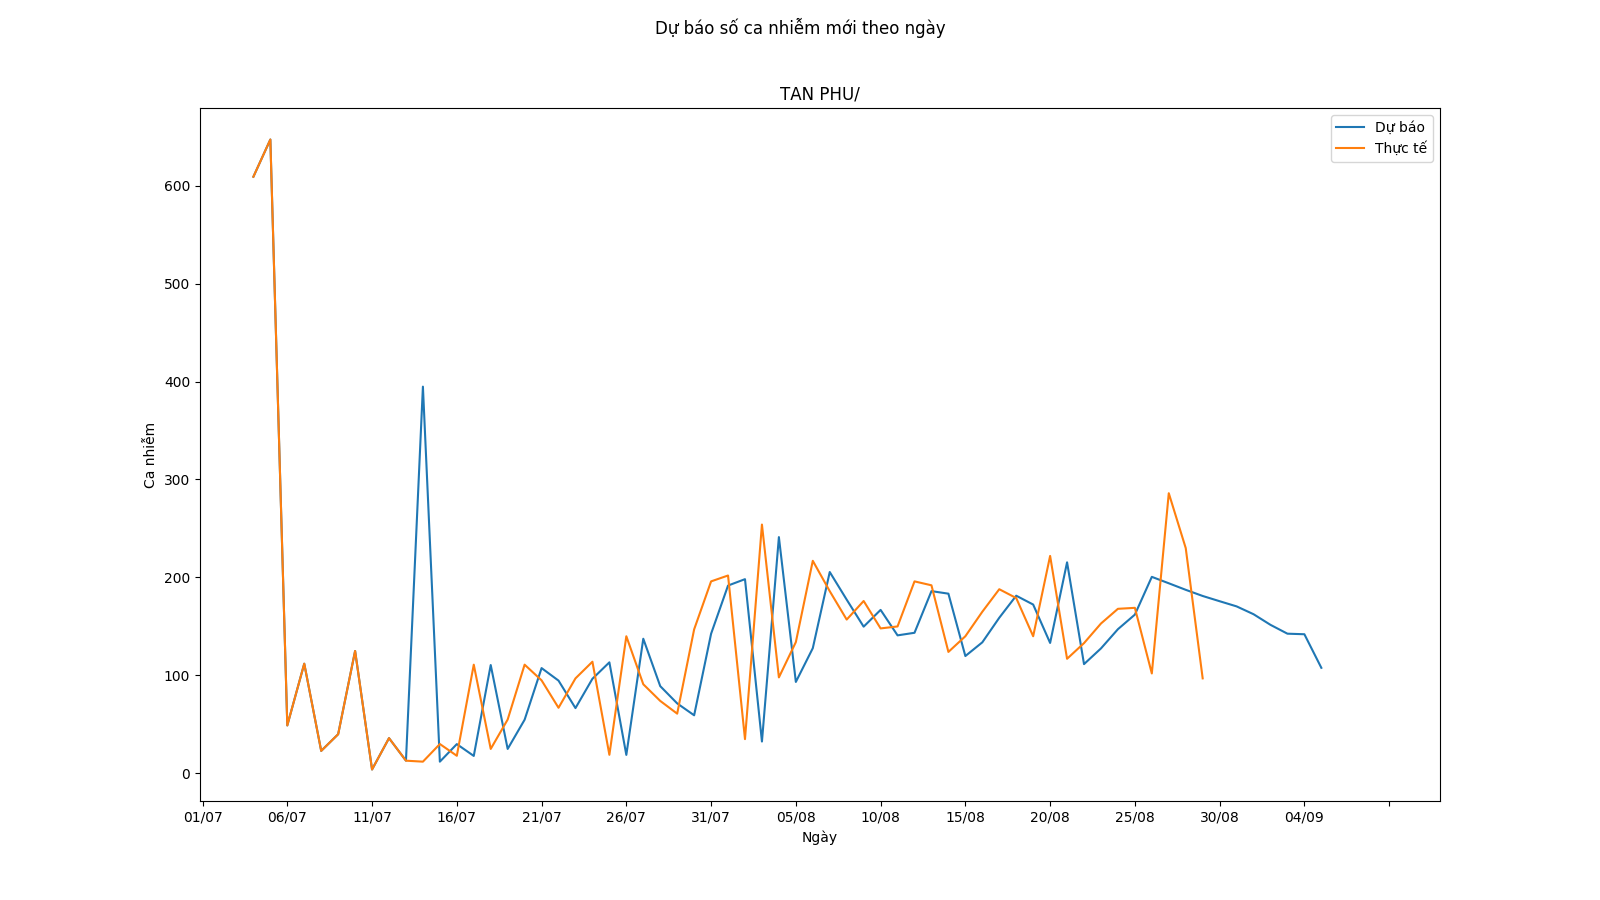 Dự báo số ca nhiễm mới theo ngày
TAN PHU/
Dự báo
Thực tế
600
500
400
300
200
100
0
Ca nhiễm
01/07 06/07 11/07 16/07 21/07 26/07 31/07 05/08 10/08 15/08 20/08 25/08 30/08 04/09
Ngày